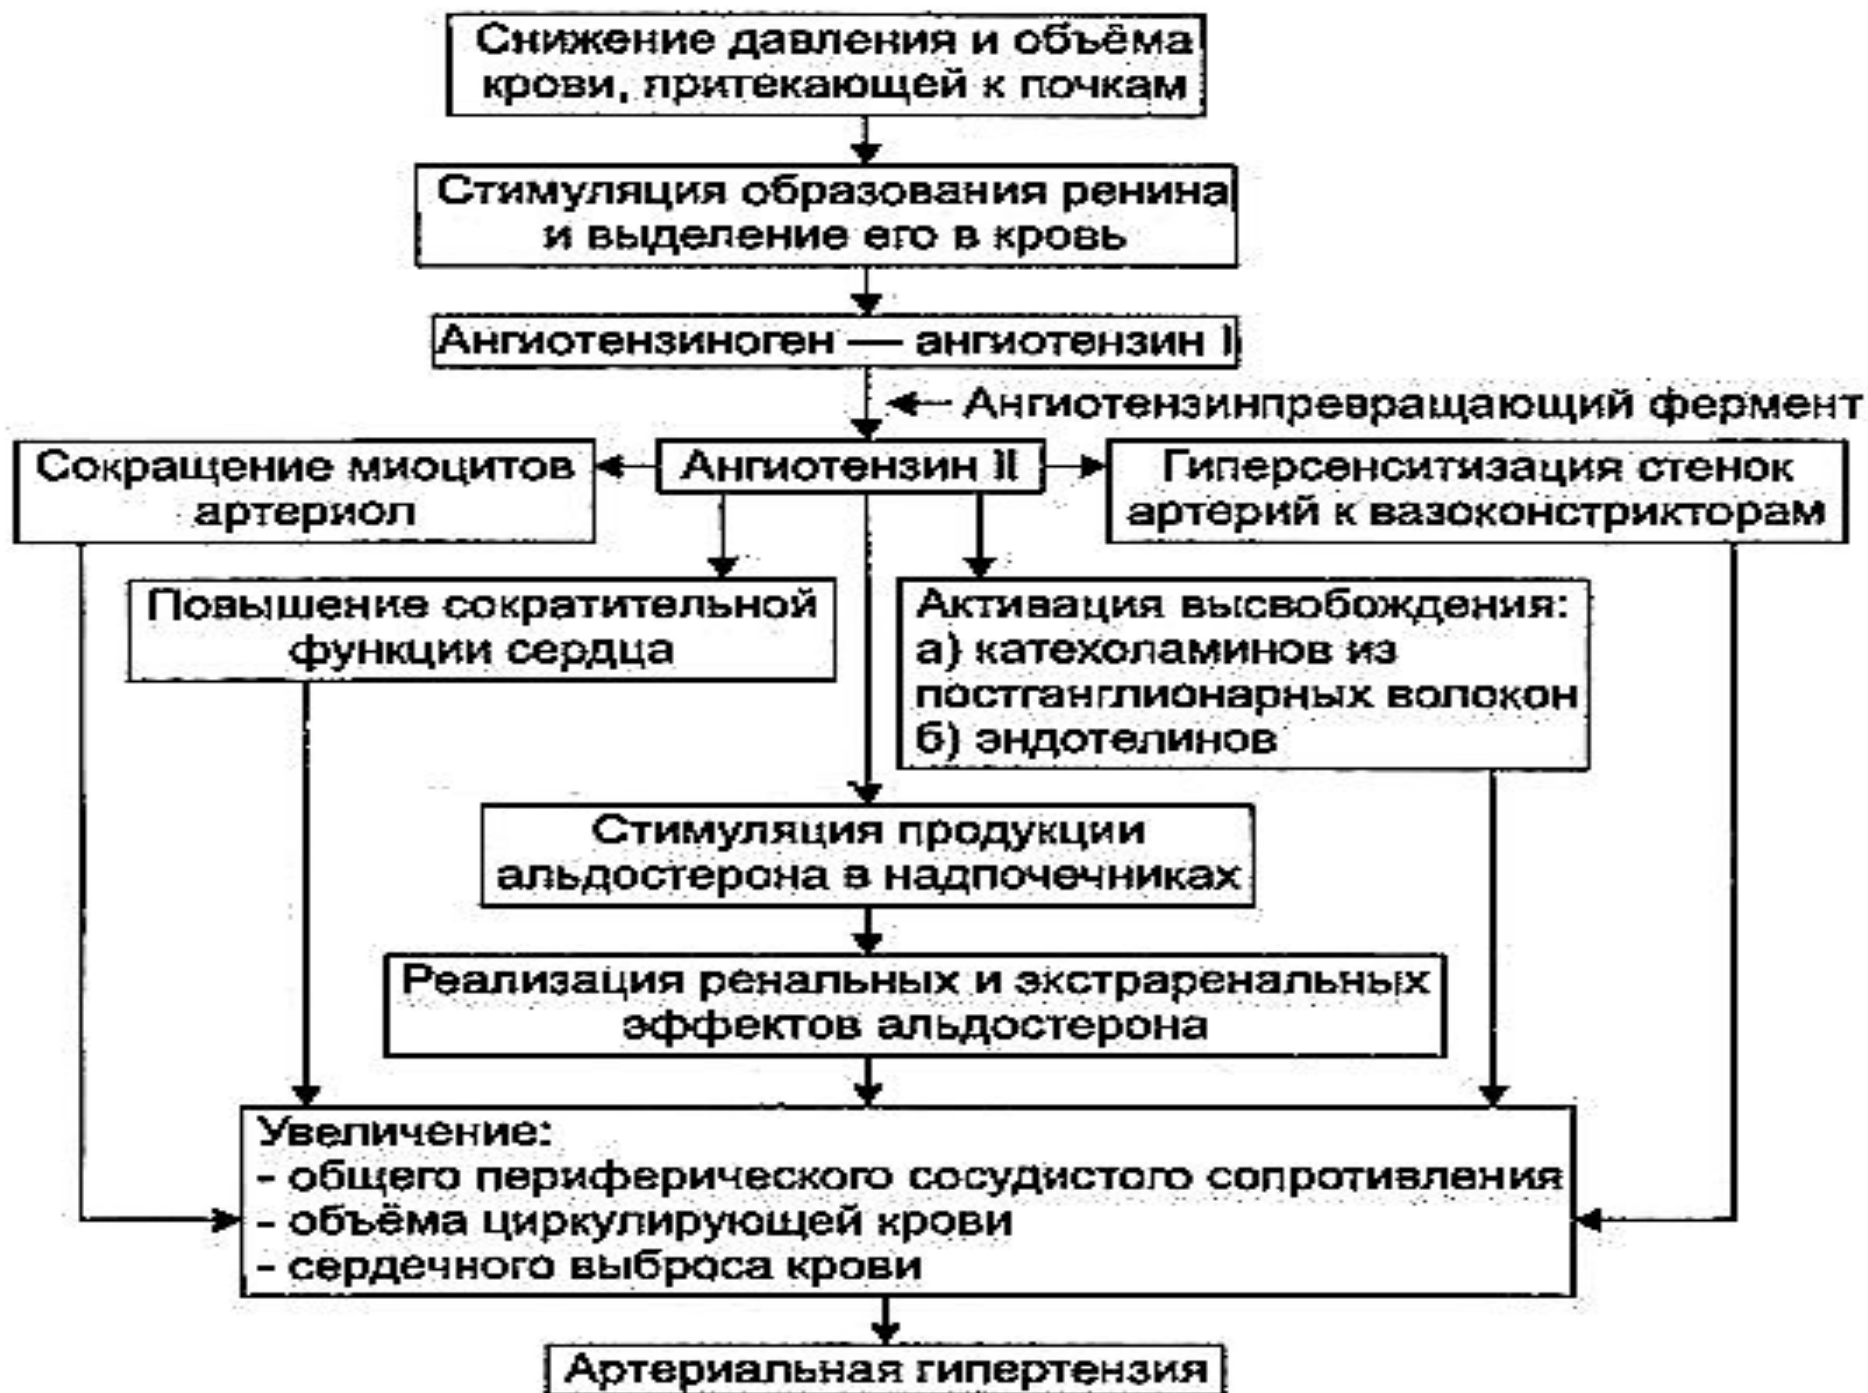 Снижение давления и объёма
крови, притекающей к почкам
Стимуляция образования ренина
и выделение его в кровь
Ангиотензиноген — ангиотензин I
Ангиотензинпревращающий фермент
Сокращение миоцитов
артериол
Ангиотензин II
Гиперсенситизация стенок
артерий к вазоконстрикторам
Повышение сократительной
функции сердца
Активация высвобождения:
а) катехоламинов из
постганглионарных волокон
б) эндотелинов
Стимуляция продукции
альдостерона в надпочечниках
Реализация ренальных и экстраренальных
эффектов альдостерона
Увеличение:
- общего периферического сосудистого сопротивления
- объёма циркулирующей крови
- сердечного выброса крови
Артериальная гипертензия